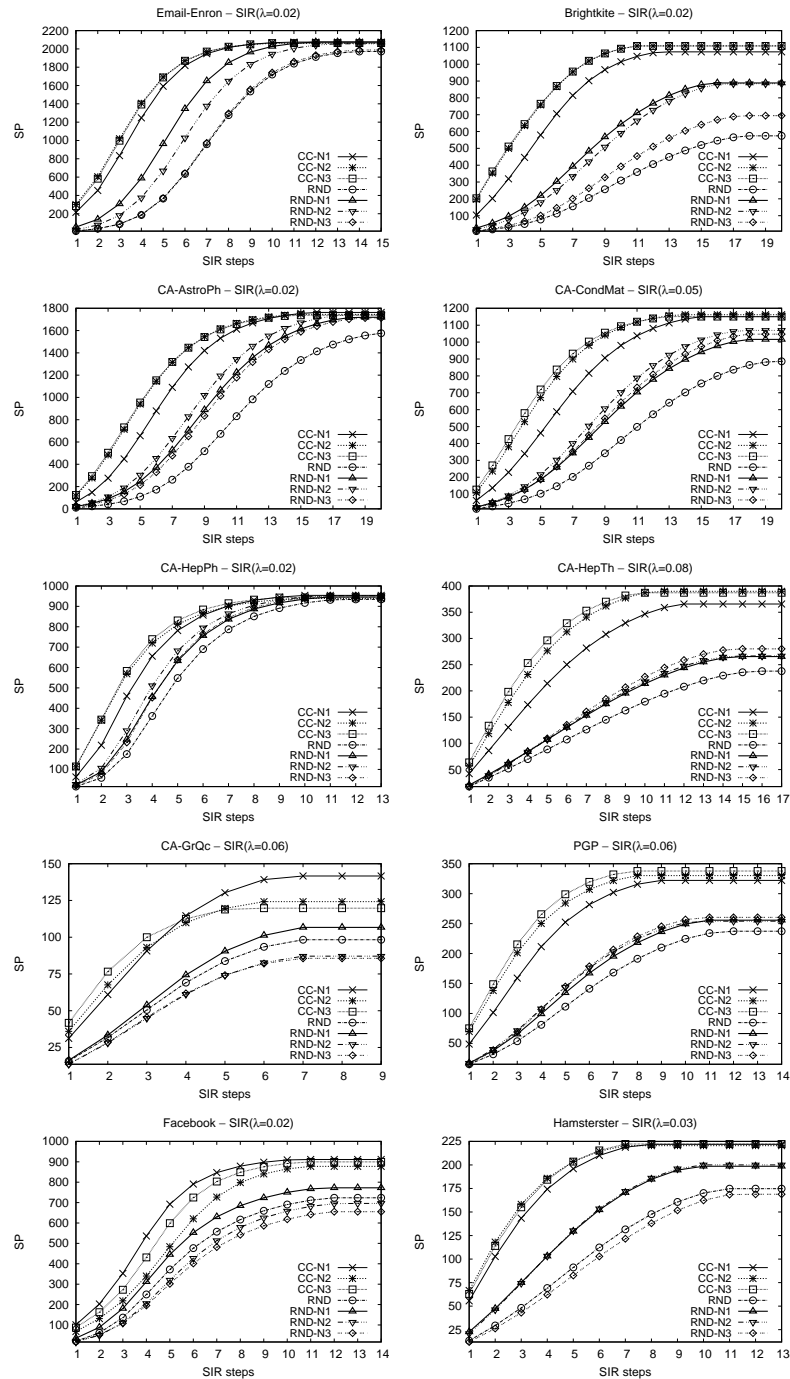 Email-Enron – SIR(λ=0.02)
2200
2000
1800
1600
1400
1200
1000
800
600
400
200
SP
CC-N1
CC-N2
CC-N3
RND
RND-N1
RND-N2
RND-N3
1 2 3 4 5 6 7 8 9 10 11 12 13 14 15
SIR steps
Brightkite – SIR(λ=0.02)
1200
1100
1000
900
800
700
600
500
400
300
200
100
SP
CC-N1
CC-N2
CC-N3
RND
RND-N1
RND-N2
RND-N3
1 3 5 7 9 11 13 15 17 19
SIR steps
CA-AstroPh – SIR(λ=0.02)
1800
1600
1400
1200
1000
800
600
400
200
0
SP
CC-N1
CC-N2
CC-N3
RND
RND-N1
RND-N2
RND-N3
1 3 5 7 9 11 13 15 17 19
SIR steps
CA-CondMat – SIR(λ=0.05)
1200
1100
1000
900
800
700
600
500
400
300
200
100
SP
CC-N1
CC-N2
CC-N3
RND
RND-N1
RND-N2
RND-N3
1 3 5 7 9 11 13 15 17 19
SIR steps
CA-HepPh – SIR(λ=0.02)
1000
900
800
700
600
500
400
300
200
100
SP
CC-N1
CC-N2
CC-N3
RND
RND-N1
RND-N2
RND-N3
1 2 3 4 5 6 7 8 9 10 11 12 13
SIR steps
CA-HepTh – SIR(λ=0.08)
400
350
300
250
200
150
100
50
SP
CC-N1
CC-N2
CC-N3
RND
RND-N1
RND-N2
RND-N3
1 2 3 4 5 6 7 8 9 10 11 12 13 14 15 16 17
SIR steps
CA-GrQc – SIR(λ=0.06)
150
125
100
75
50
25
SP
CC-N1
CC-N2
CC-N3
RND
RND-N1
RND-N2
RND-N3
1 2 3 4 5 6 7 8 9
SIR steps
PGP – SIR(λ=0.06)
350
300
250
200
150
100
50
SP
CC-N1
CC-N2
CC-N3
RND
RND-N1
RND-N2
RND-N3
1 2 3 4 5 6 7 8 9 10 11 12 13 14
SIR steps
Facebook – SIR(λ=0.02)
1000
900
800
700
600
500
400
300
200
100
SP
CC-N1
CC-N2
CC-N3
RND
RND-N1
RND-N2
RND-N3
1 2 3 4 5 6 7 8 9 10 11 12 13 14
SIR steps
Hamsterster – SIR(λ=0.03)
225
200
175
150
125
100
75
50
25
SP
CC-N1
CC-N2
CC-N3
RND
RND-N1
RND-N2
RND-N3
1 2 3 4 5 6 7 8 9 10 11 12 13 14
SIR steps